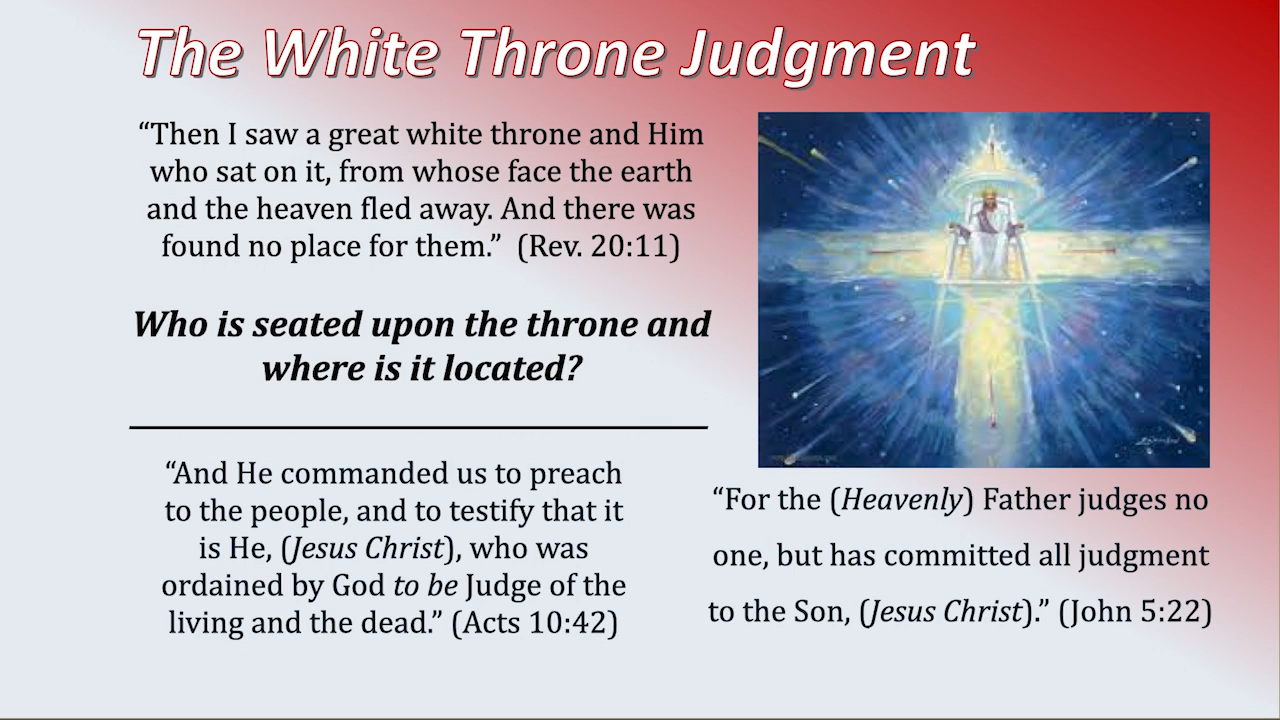 The White Throne Judgment
“Then I saw a great white throne and Him
who sat on it, from whose face the earth
and the heaven fled away. And there was
found no place for them.”  (Rev. 20:11)
Who is seated upon the throne and
where is it located?
“And He commanded us to preach
to the people, and to testify that it
is He, (Jesus Christ), who was
ordained by God to be Judge of the
living and the dead.” (Acts 10:42)
“For the (Heavenly) Father judges no
one, but has committed all judgment
to the Son, (Jesus Christ).” (John 5:22)